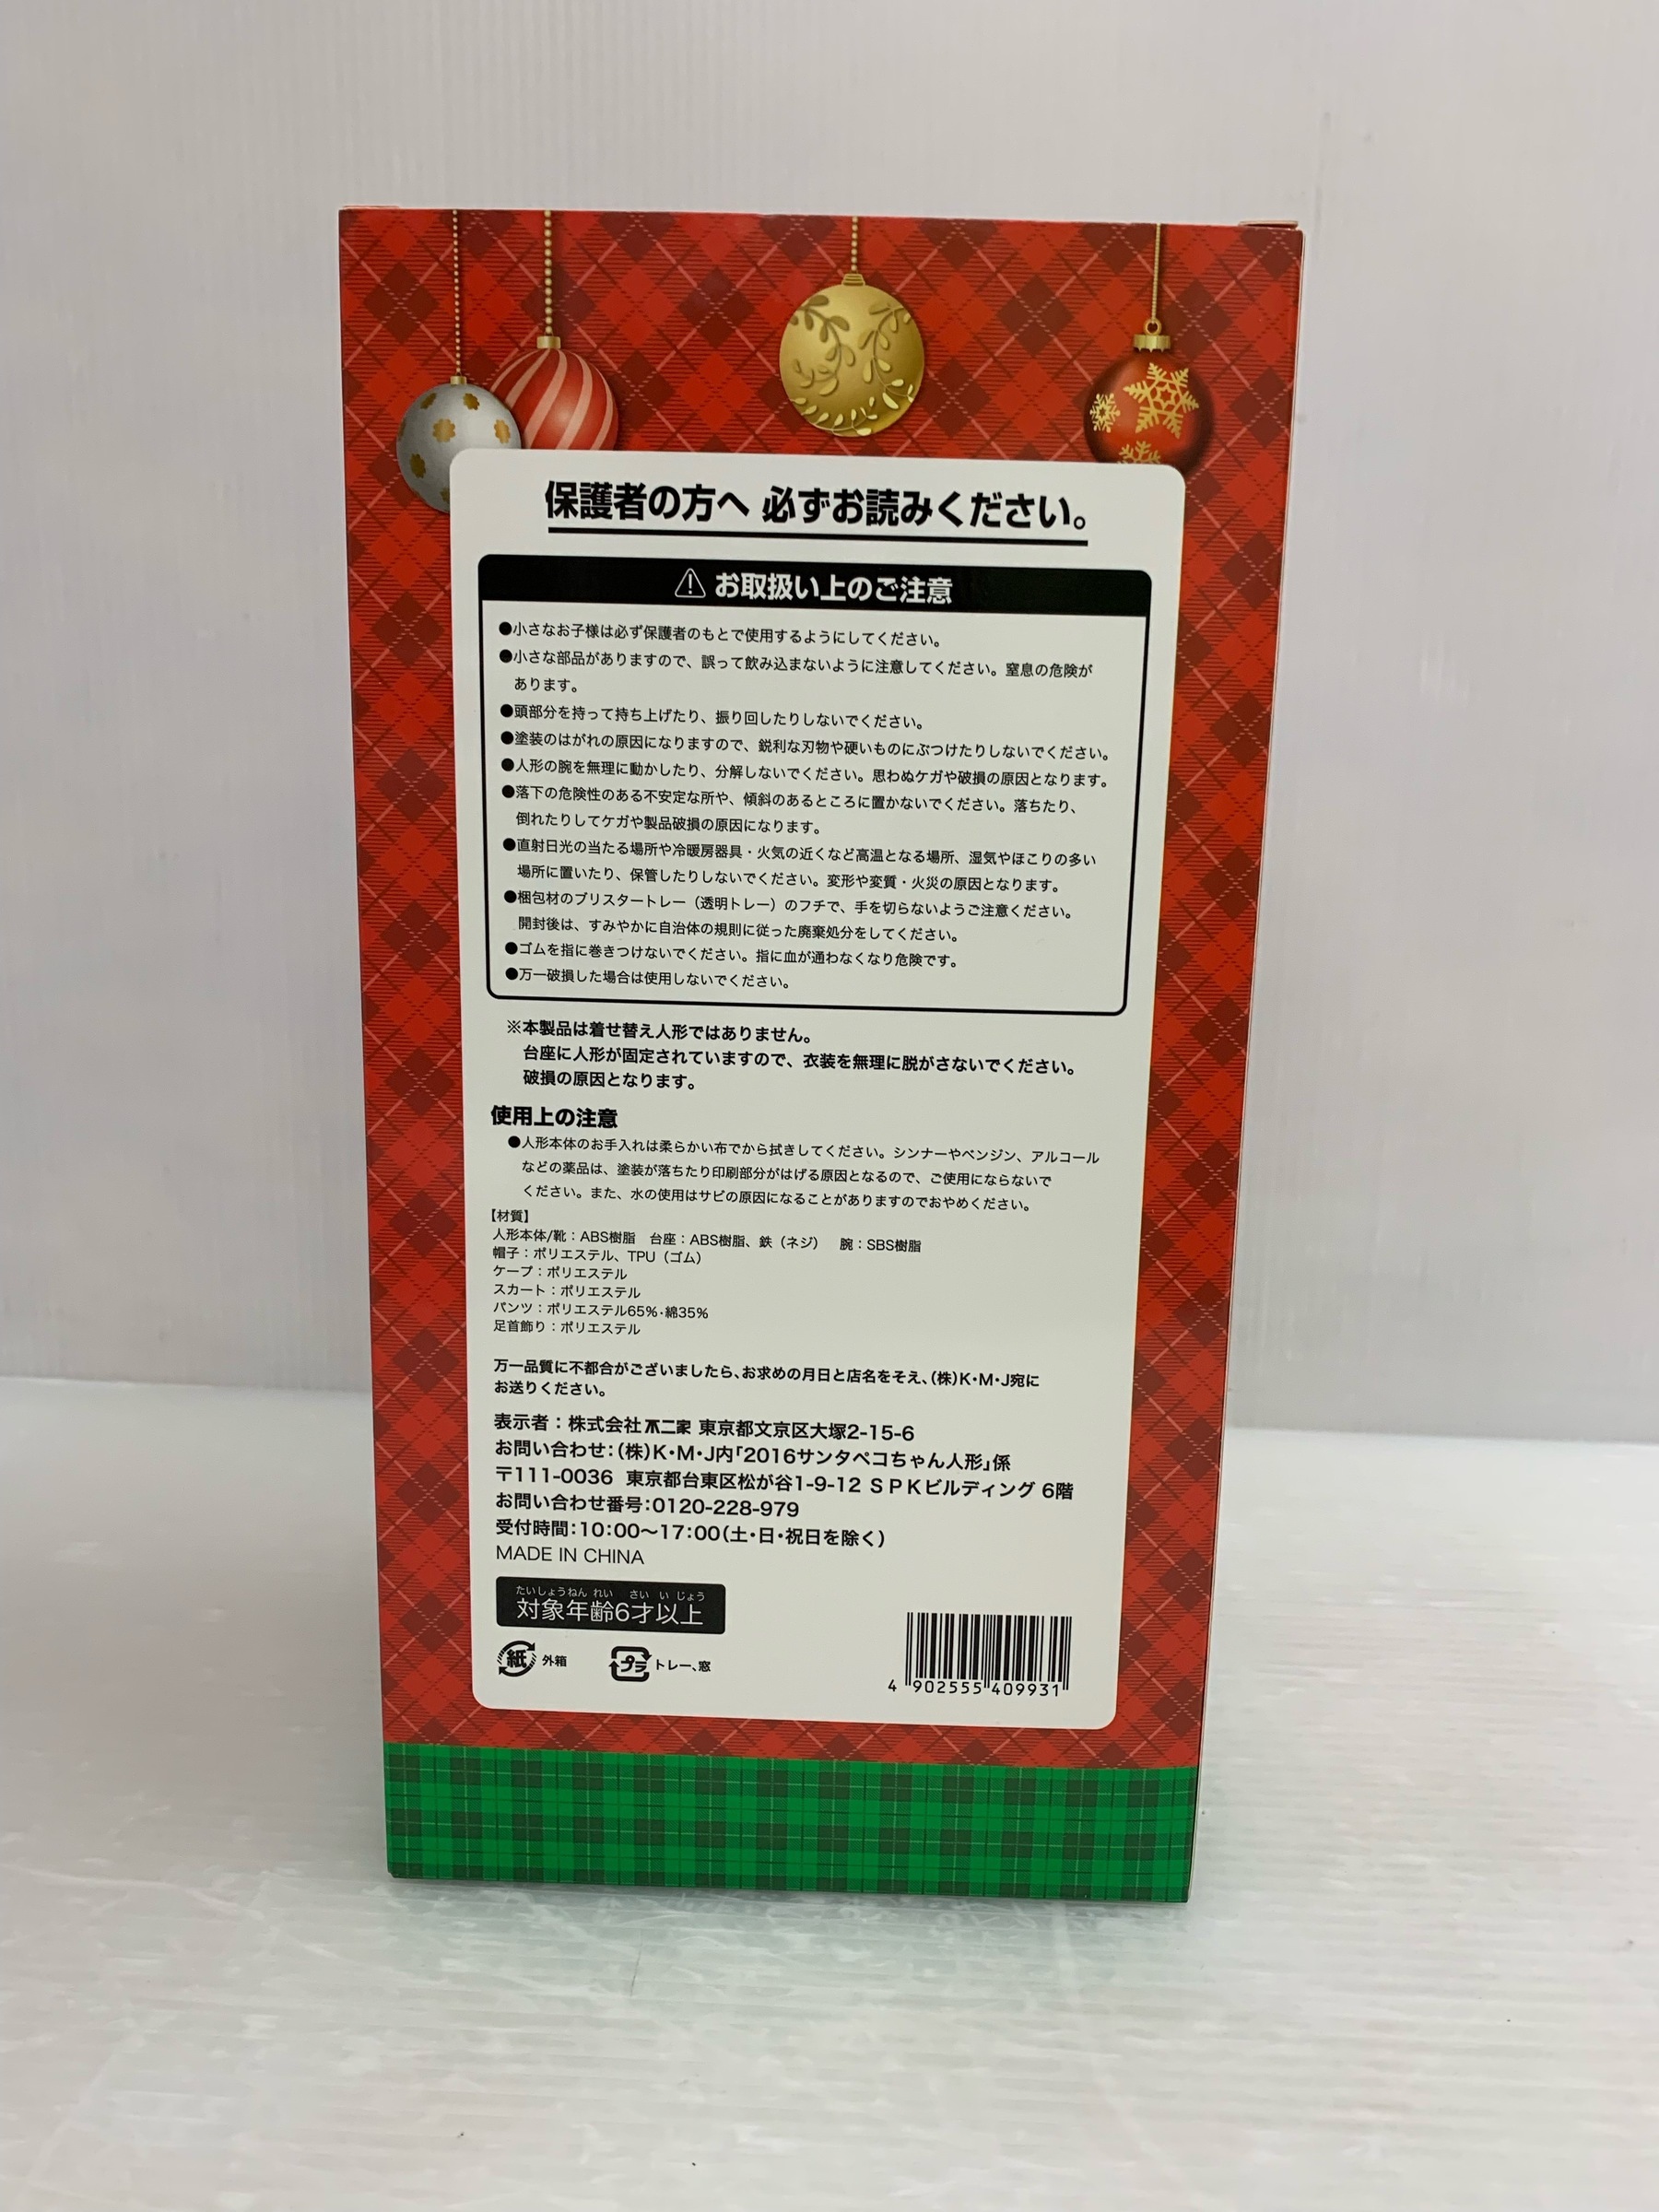 保護者の方へ 必ずお読みください。
⚠ お取扱い上のご注意
●小さなお子様は必ず保護者のもとで使用するようにしてください。
●小さな部品がありますので、誤って飲み込まないように注意してください。窒息の危険が
あります。
●頭部分を持って持ち上げたり、振り回したりしないでください。
●塗装のはがれの原因になりますので、鋭利な刃物や硬いものにぶつけたりしないでください。
●人形の腕を無理に動かしたり、分解しないでください。思わぬケガや破損の原因となります。
●落下の危険性のある不安定な所や、傾斜のあるところに置かないでください。落ちたり、
倒れたりしてケガや製品破損の原因になります。
●直射日光の当たる場所や冷暖房器具・火気の近くなど高温となる場所、湿気やほこりの多い
場所に置いたり、保管したりしないでください。変形や変質・火災の原因となります。
●梱包材のブリスタートレー（透明トレー）のフチで、手を切らないようご注意ください。
開封後は、すみやかに自治体の規則に従った廃棄処分をしてください。
●ゴムを指に巻きつけないでください。指に血が通わなくなり危険です。
●万一破損した場合は使用しないでください。
※本製品は着せ替え人形ではありません。
台座に人形が固定されていますので、衣装を無理に脱がさないでください。
破損の原因となります。
使用上の注意
●人形本体のお手入れは柔らかい布でから拭きしてください。シンナーやベンジン、アルコール
などの薬品は、塗装が落ちたり印刷部分がはげる原因となるので、ご使用にならないで
ください。また、水の使用はサビの原因になることがありますのでおやめください。
【材質】
人形本体/靴：ABS樹脂　台座：ABS樹脂、鉄（ネジ）　腕：SBS樹脂
帽子：ポリエステル、TPU（ゴム）
ケープ：ポリエステル
スカート：ポリエステル
パンツ：ポリエステル65%・綿35%
足首飾り：ポリエステル
万一品質に不都合がございましたら、お求めの月日と店名をそえ、(株)K・M・J宛に
お送りください。
表示者：株式会社不二家 東京都文京区大塚2-15-6
お問い合わせ：(株)K・M・J内「2016サンタペコちゃん人形」係
〒111-0036 東京都台東区松が谷1-9-12 ＳＰＫビルディング 6階
お問い合わせ番号：0120-228-979
受付時間：10：00～17：00（土・日・祝日を除く）
MADE IN CHINA
たいしょうねん れい さい い じょう
対象年齢6才以上
紙 外箱 プラ トレー、窓
4 902555 409931